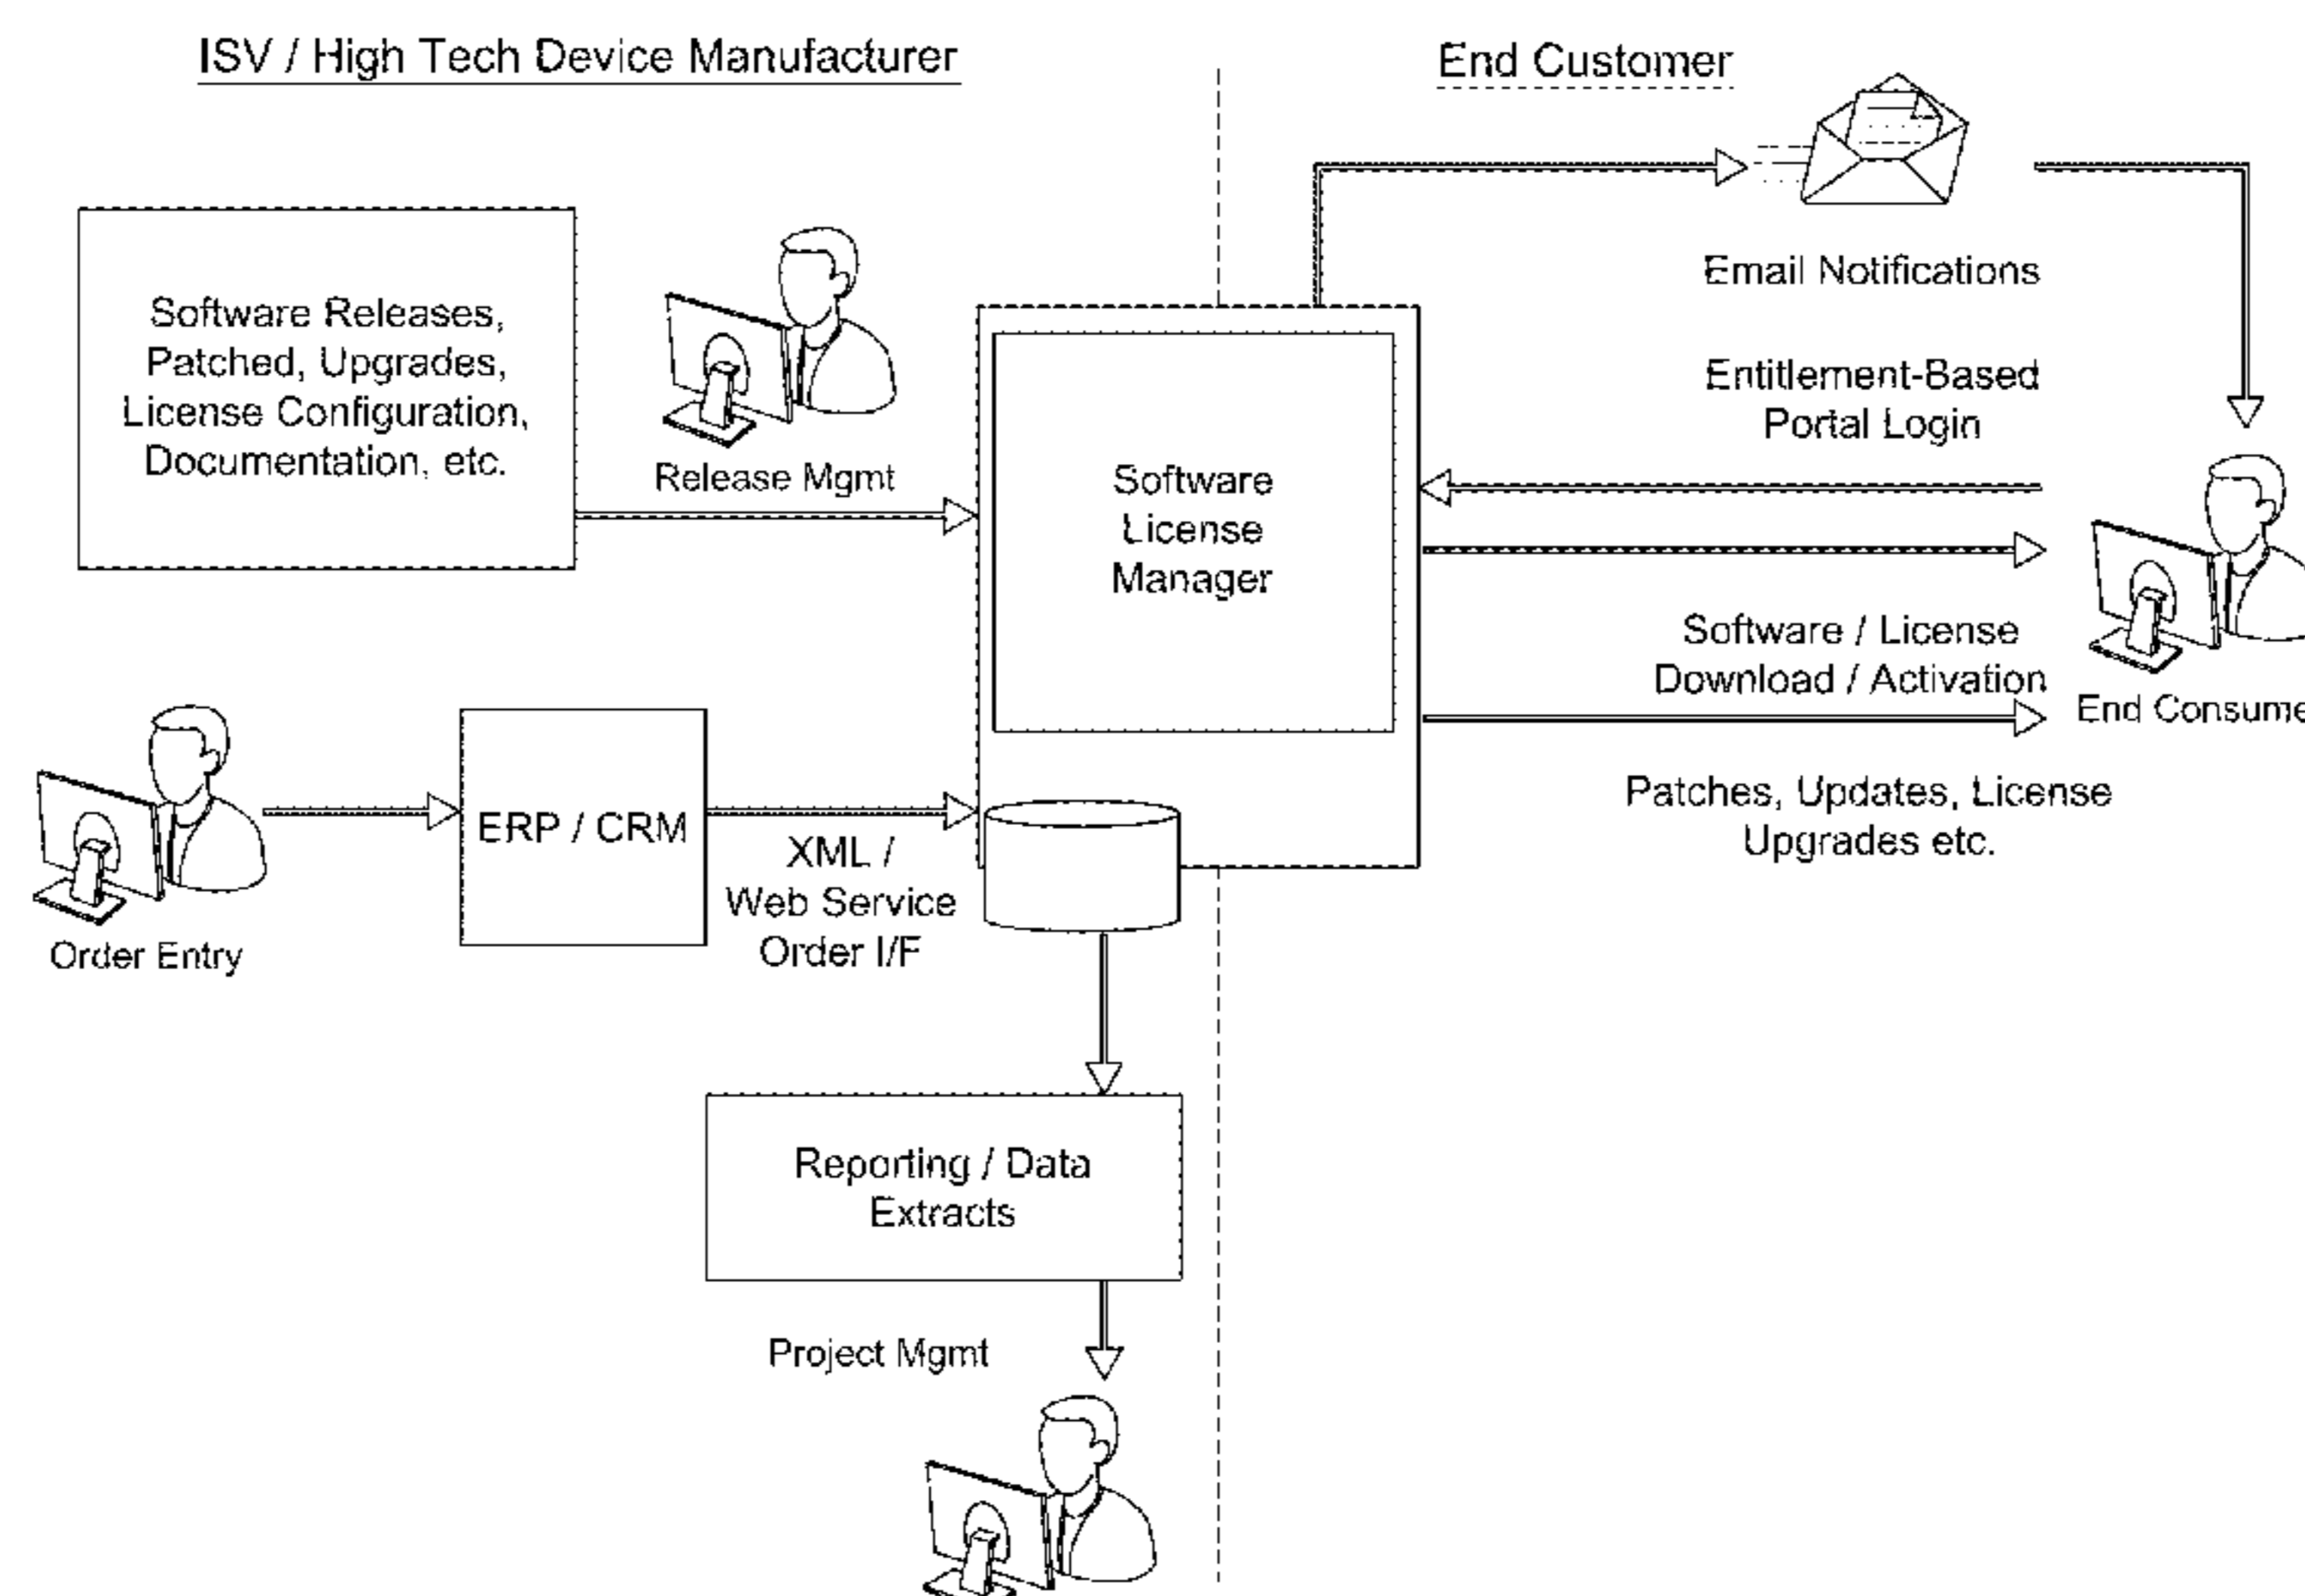 ISV / High Tech Device Manufacturer
End Customer
Software Releases,
Patched, Upgrades,
License Configuration,
Documentation, etc.
Release Mgmt
Software
License
Manager
Email Notifications
Entitlement-Based
Portal Login
Software / License
Download / Activation
End Consume
Patches, Updates, License
Upgrades etc.
Order Entry
ERP / CRM
XML /
Web Service
Order I/F
Reporting / Data
Extracts
Project Mgmt